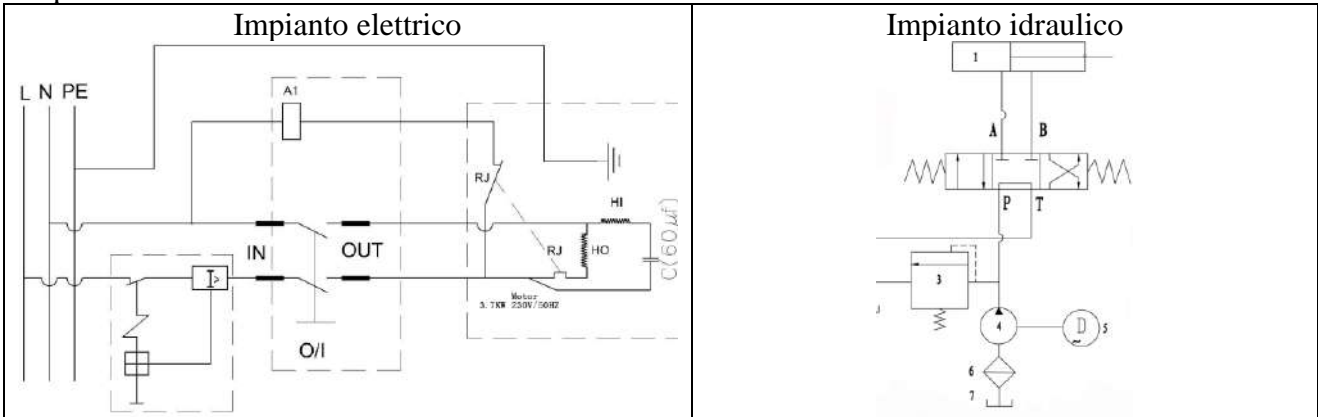 Impianto elettrico
L N PE
A1
RJ
HI
RJ
HO
C(60μf)
IN
OUT
I>
Motor
3.7KW 230V/50HZ
O/I
Impianto idraulico
1
A
B
P
T
3
4
D
5
6
7